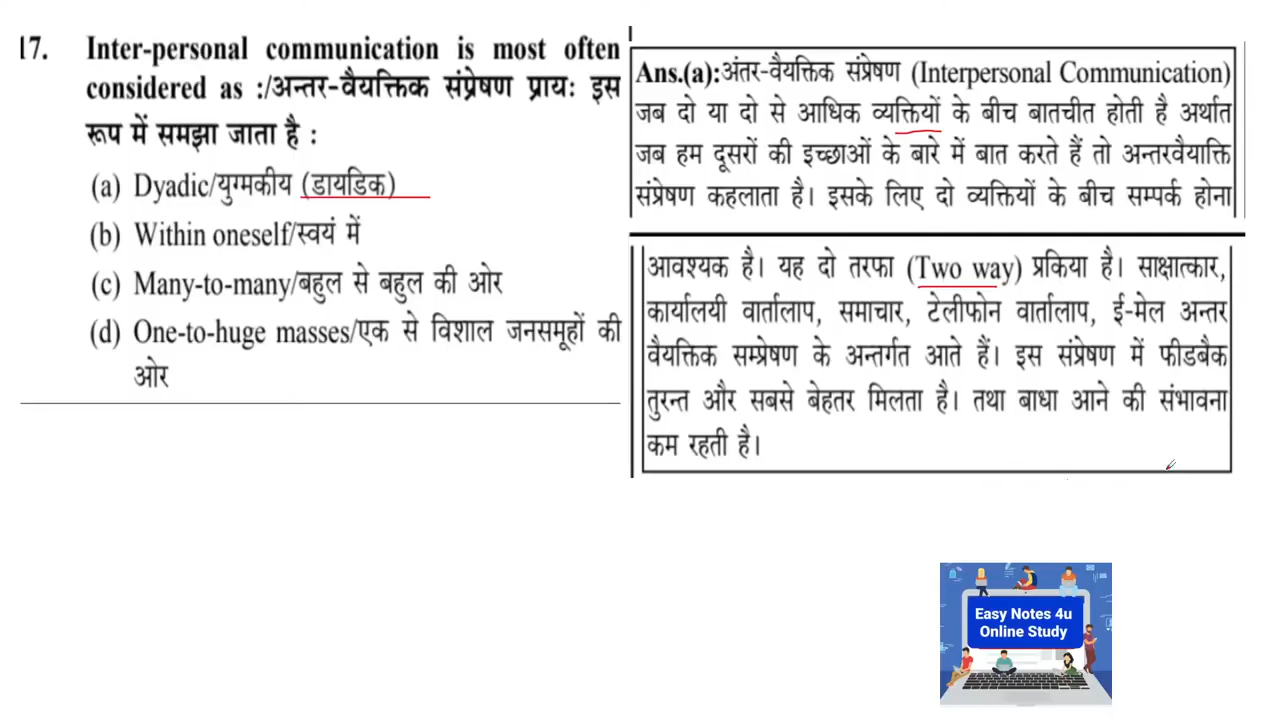 17. Inter-personal communication is most often
considered as :/अन्तर-वैयक्तिक संप्रेषण प्रायः इस
रूप में समझा जाता है :
(a) Dyadic/युग्मकीय (डायडिक)
(b) Within oneself/स्वयं में
(c) Many-to-many/बहुल से बहुल की ओर
(d) One-to-huge masses/एक से विशाल जनसमूहों की
ओर
Ans.(a): अंतर-वैयक्तिक संप्रेषण (Interpersonal Communication)
जब दो या दो से आधिक व्यक्तियों के बीच बातचीत होती है अर्थात
जब हम दूसरों की इच्छाओं के बारे में बात करते हैं तो अन्तरवैयाक्ति
संप्रेषण कहलाता है। इसके लिए दो व्यक्तियों के बीच सम्पर्क होना
आवश्यक है। यह दो तरफा (Two way) प्रकिया है। साक्षात्कार,
कार्यालयी वार्तालाप, समाचार, टेलीफोन वार्तालाप, ई-मेल अन्तर
वैयक्तिक सम्प्रेषण के अन्तर्गत आते हैं। इस संप्रेषण में फीडबैक
तुरन्त और सबसे बेहतर मिलता है। तथा बाधा आने की संभावना
कम रहती है।
Easy Notes 4u
Online Study